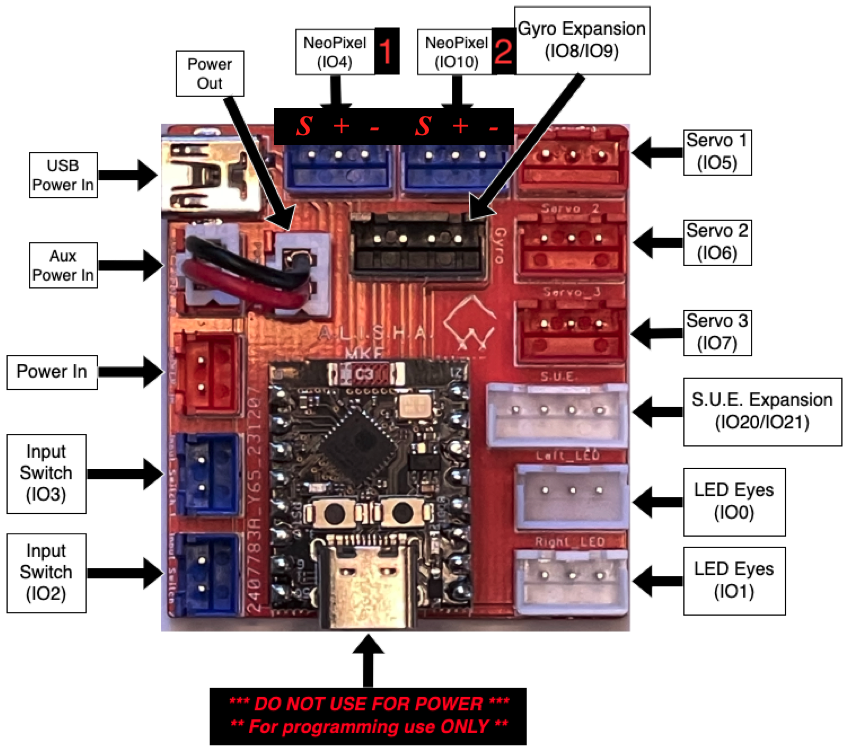 NeoPixel
(IO4)
1
NeoPixel
(IO10)
2
Gyro Expansion
(IO8/IO9)
Power
Out
S + -
S + -
USB
Power In
Servo 1
(IO5)
Servo_2
Gyro
Servo 2
(IO6)
Aux
Power In
Servo_3
A.L.I.S.H.A.
MKE
Servo 3
(IO7)
Power In
C3
S.U.E.
S.U.E. Expansion
(IO20/IO21)
Input
Switch
(IO3)
2407783A_Y65_231207
Left_LED
LED Eyes
(IO0)
Input
Switch
(IO2)
Right_LED
LED Eyes
(IO1)
*** DO NOT USE FOR POWER ***
** For programming use ONLY **